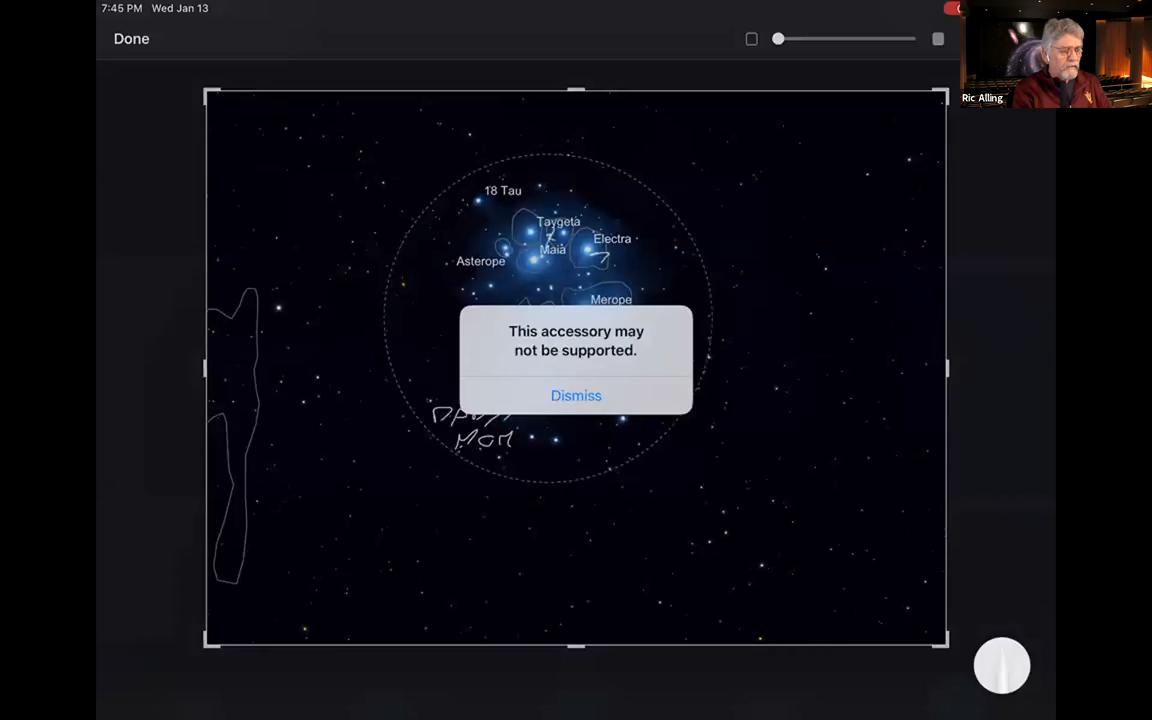 7:45 PM Wed Jan 13
Done
Ric Alling
18 Tau
Taygeta
Electra
Maia
Asterope
Merope
This accessory may
not be supported.
Dismiss